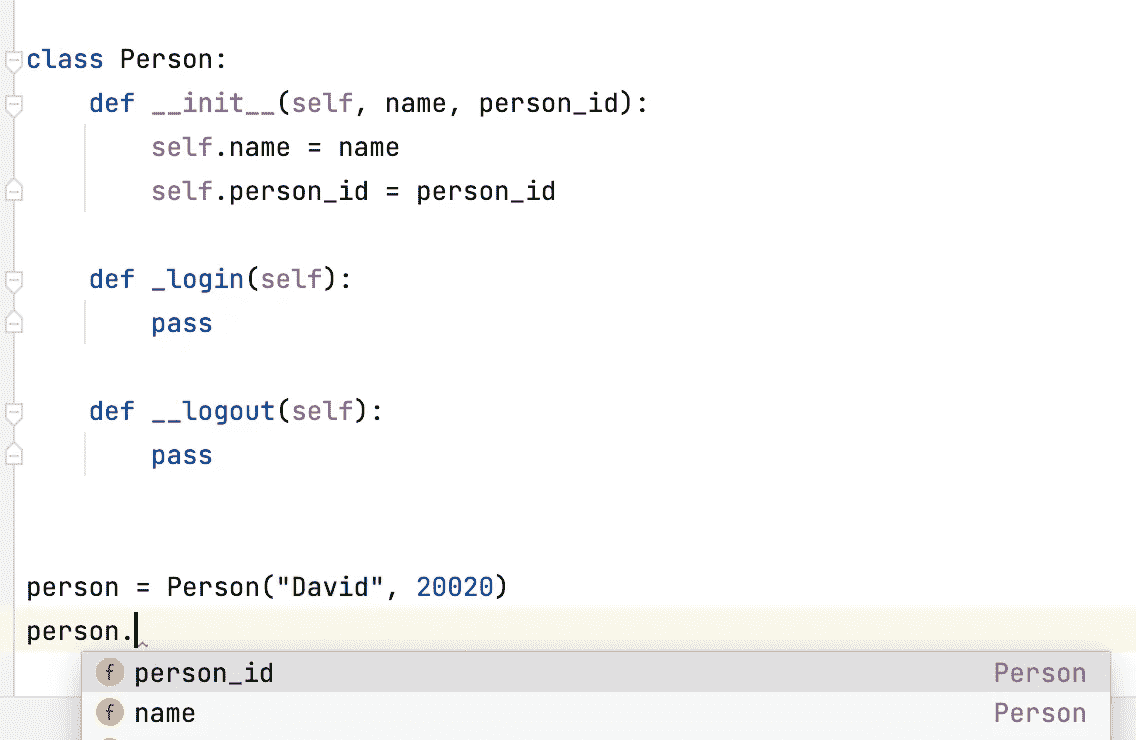 class Person:
    def __init__(self, name, person_id):
        self.name = name
        self.person_id = person_id
    def _login(self):
        pass
    def __logout(self):
        pass
person = Person("David", 20020)
person.
f person_id Person
f name Person